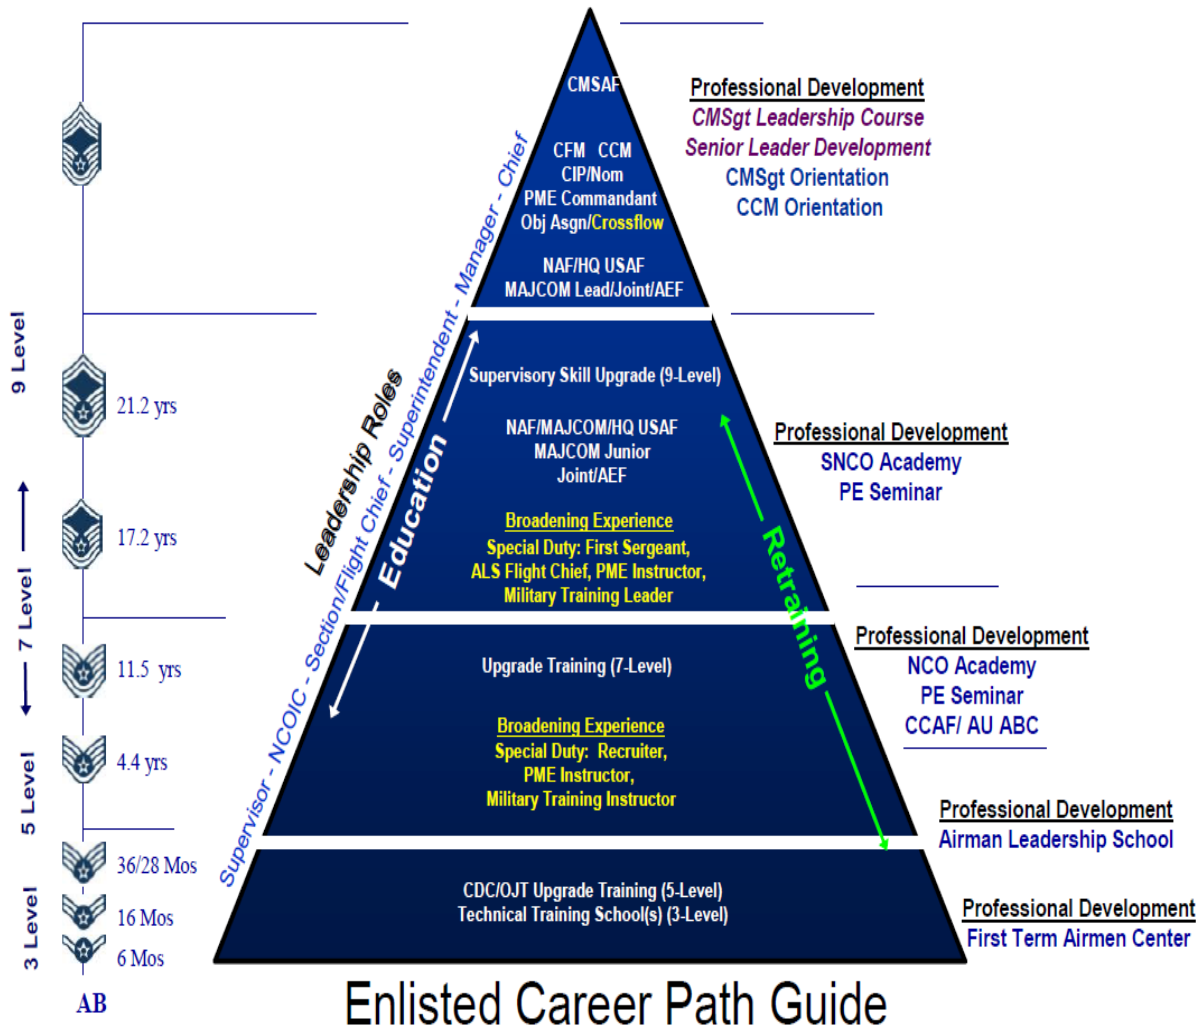 CMSAF
CFM CCM
CIP/Nom
PME Commandant
Obj Asgn/Crossflow
NAF/HQ USAF
MAJCOM Lead/Joint/AEF
Professional Development
CMSgt Leadership Course
Senior Leader Development
CMSgt Orientation
CCM Orientation
Supervisory Skill Upgrade (9-Level)
NAF/MAJCOM/HQ USAF
MAJCOM Junior
Joint/AEF
Broadening Experience
Special Duty: First Sergeant,
ALS Flight Chief, PME Instructor,
Military Training Leader
Professional Development
SNCO Academy
PE Seminar
Upgrade Training (7-Level)
Broadening Experience
Special Duty: Recruiter,
PME Instructor,
Military Training Instructor
Professional Development
NCO Academy
PE Seminar
CCAF/ AU ABC
Professional Development
Airman Leadership School
CDC/OJT Upgrade Training (5-Level)
Technical Training School(s) (3-Level)
Professional Development
First Term Airmen Center
Leadership Roles
Supervisor - NCOIC - Section/Flight Chief - Superintendent - Manager - Chief
Education
Retraining
9 Level
7 Level
5 Level
3 Level
21.2 yrs
17.2 yrs
11.5 yrs
4.4 yrs
36/28 Mos
16 Mos
6 Mos
AB
Enlisted Career Path Guide